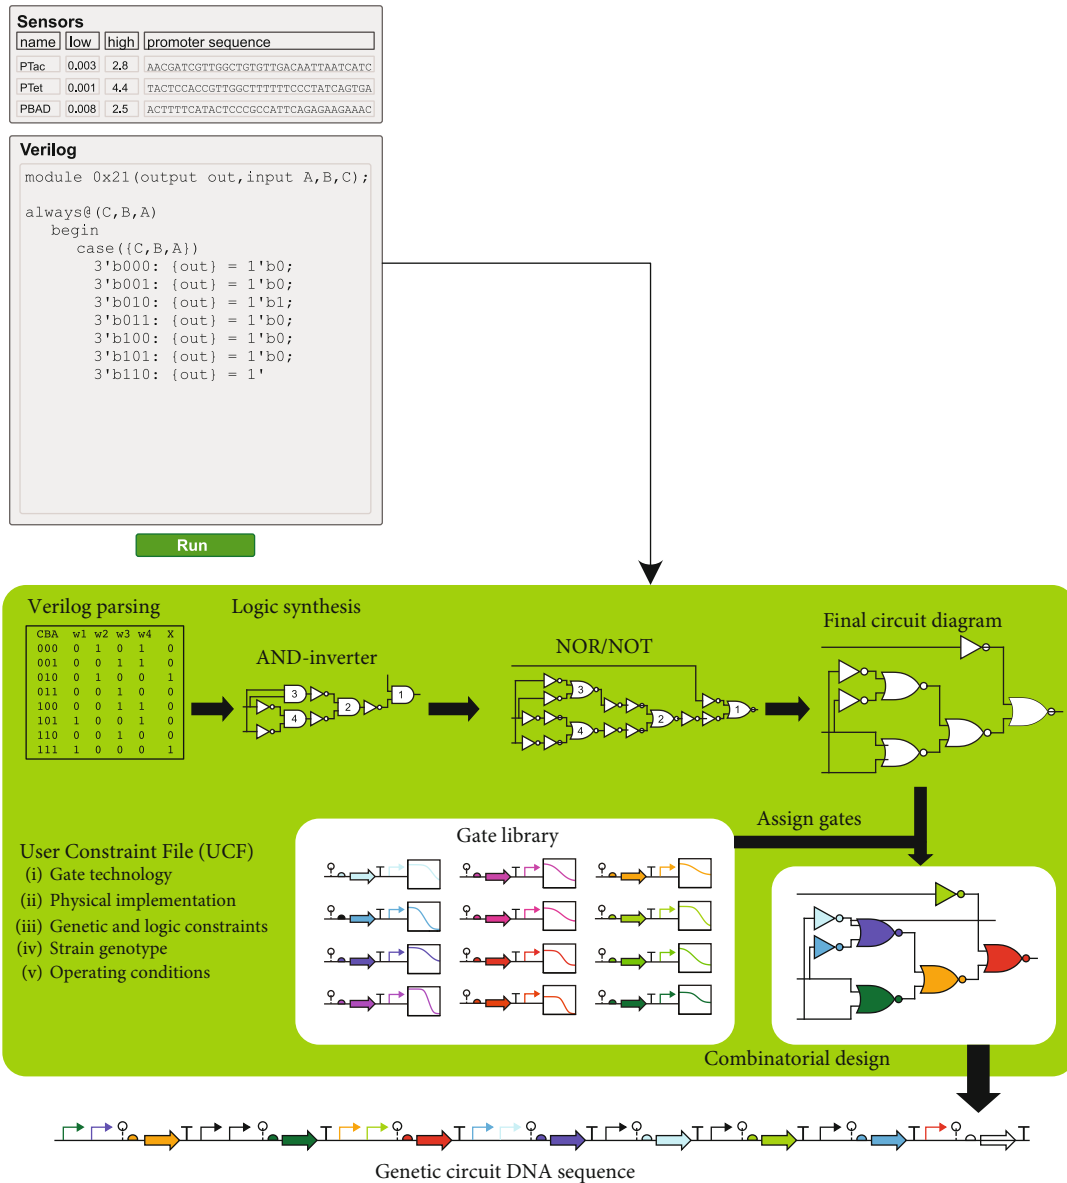 Sensors
name low high promoter sequence
PTac 0.003 2.8 AACGATCGTTGGCTGTGTTGACAATTAATCATC
PTet 0.001 4.4 TACTCCACCGTTGGCTTTTTTCCCTATCAGTGA
PBAD 0.008 2.5 ACTTTTCATACTCCCGCCATTCAGAGAAGAAAC
Verilog
module 0x21(output out,input A,B,C);
always@(C,B,A)
begin
case({C,B,A})
3'b000: {out} = 1'b0;
3'b001: {out} = 1'b0;
3'b010: {out} = 1'b1;
3'b011: {out} = 1'b0;
3'b100: {out} = 1'b0;
3'b101: {out} = 1'b0;
3'b110: {out} = 1'
Run
Verilog parsing
CBA w1 w2 w3 w4 X
000 0 1 0 1 0
001 0 0 1 1 0
010 0 1 0 0 1
011 0 0 1 0 0
100 0 0 1 1 0
101 1 0 0 1 0
110 0 0 1 0 0
111 1 0 0 0 1
Logic synthesis
AND-inverter
3
4
2
1
NOR/NOT
3
4
2
1
Final circuit diagram
Assign gates
Gate library
User Constraint File (UCF)
(i) Gate technology
(ii) Physical implementation
(iii) Genetic and logic constraints
(iv) Strain genotype
(v) Operating conditions
Combinatorial design
Genetic circuit DNA sequence